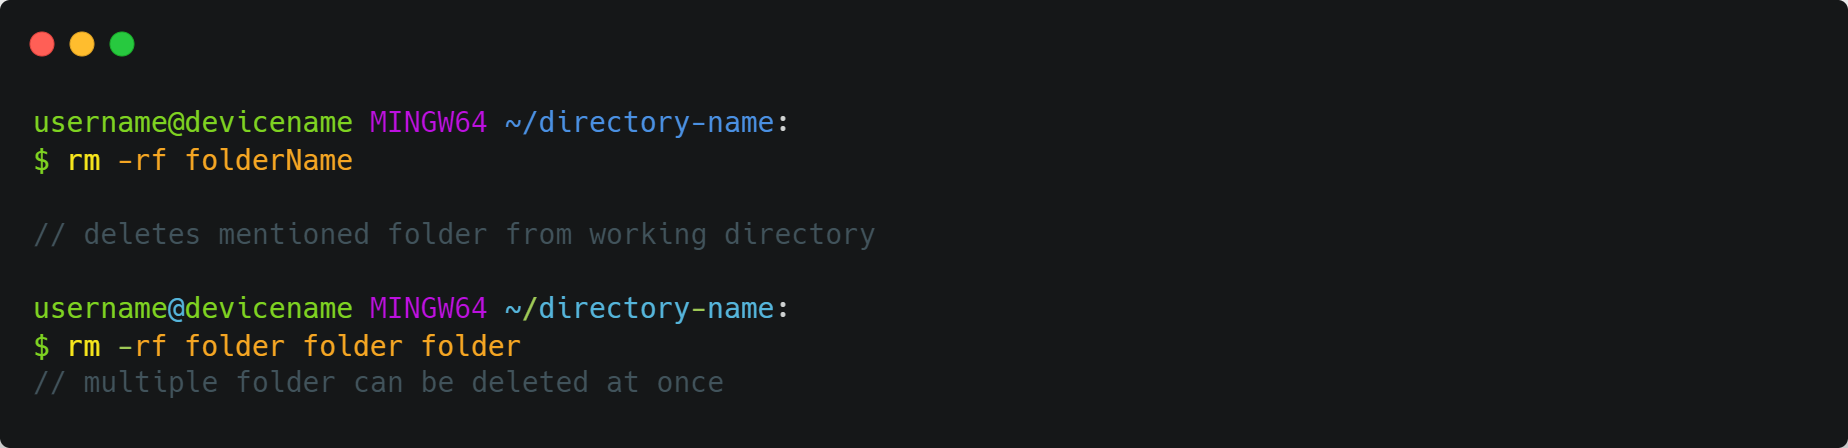 username@devicename MINGW64 ~/directory-name:
$ rm -rf folderName
// deletes mentioned folder from working directory
username@devicename MINGW64 ~/directory-name:
$ rm -rf folder folder folder
// multiple folder can be deleted at once